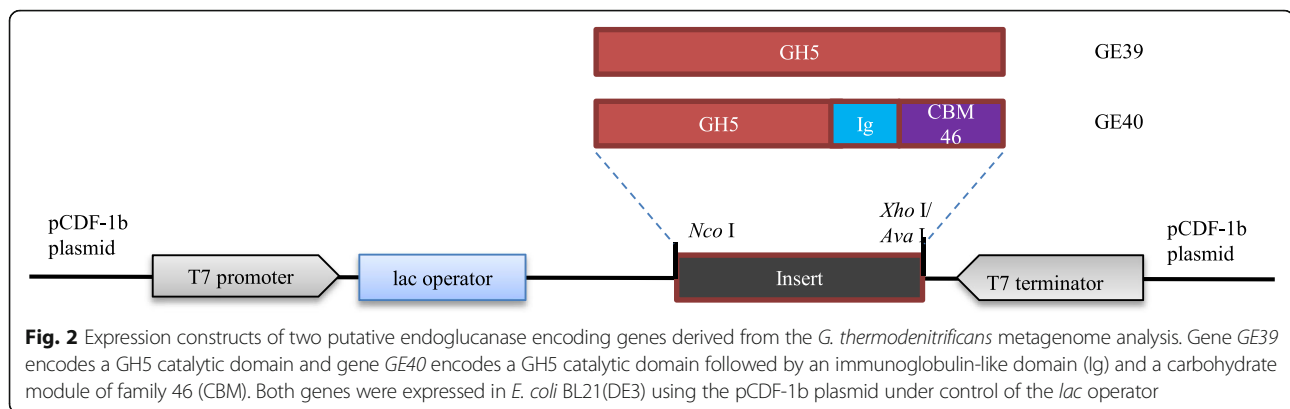 GH5
GE39
GH5
Ig
CBM
46
GE40
pCDF-1b
plasmid
Nco I
Xho I/
Ava I
pCDF-1b
plasmid
T7 promoter
lac operator
Insert
T7 terminator
Fig. 2 Expression constructs of two putative endoglucanase encoding genes derived from the G. thermodenitrificans metagenome analysis. Gene GE39
encodes a GH5 catalytic domain and gene GE40 encodes a GH5 catalytic domain followed by an immunoglobulin-like domain (Ig) and a carbohydrate
module of family 46 (CBM). Both genes were expressed in E. coli BL21(DE3) using the pCDF-1b plasmid under control of the lac operator